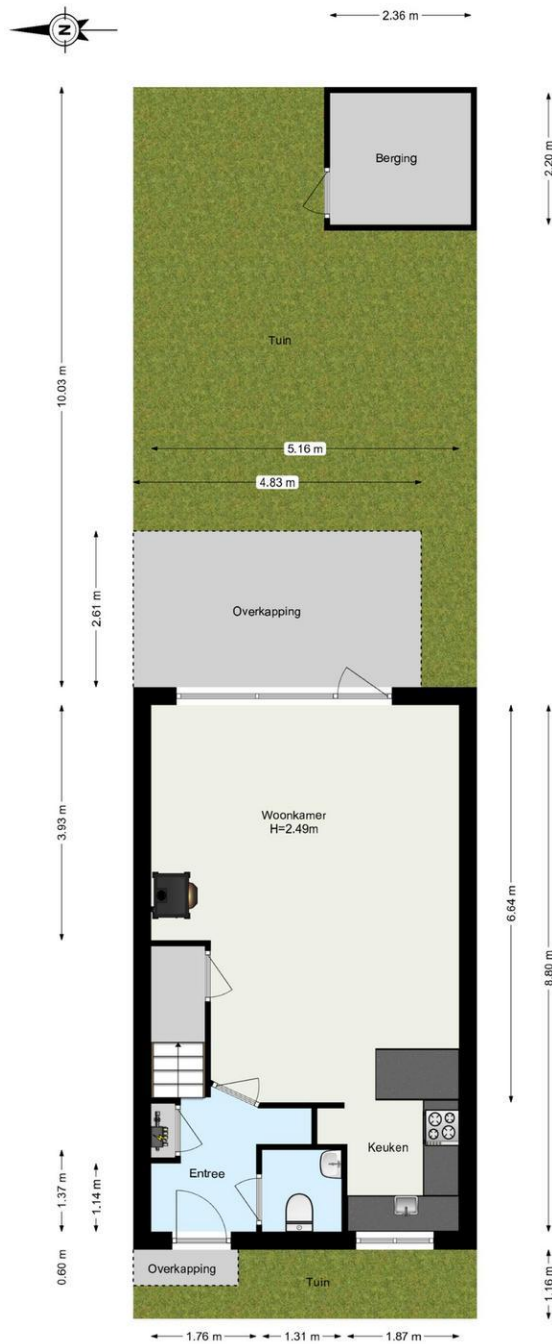 N
2.36 m
10.03 m
Berging
2.20 m
Tuin
5.16 m
4.83 m
2.61 m
Overkapping
3.93 m
Woonkamer
H=2.49m
6.64 m
8.80 m
Keuken
Entree
1.37 m
1.14 m
0.60 m
Overkapping
Tuin
1.16 m
1.76 m
1.31 m
1.87 m